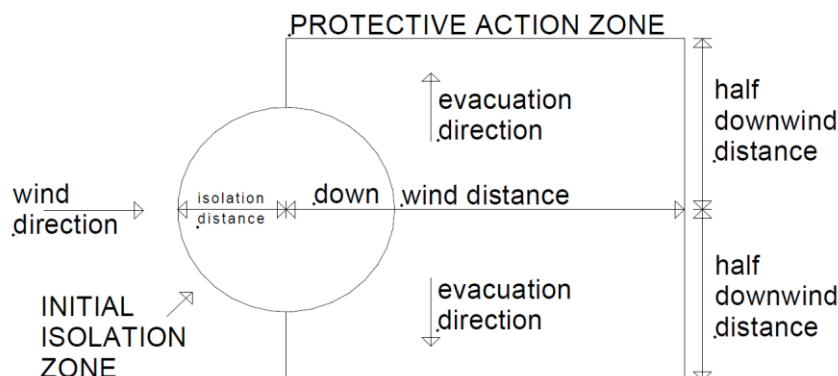 PROTECTIVE ACTION ZONE
evacuation
direction
half
downwind
distance
wind
direction
isolation
distance
down wind distance
evacuation
direction
half
downwind
distance
INITIAL
ISOLATION
ZONE